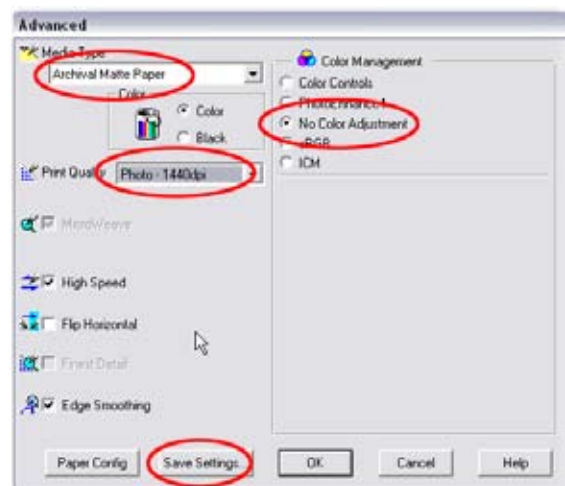 Advanced
Media Type
Archival Matte Paper
Color
Color
Black
Print Quality
Photo - 1440dpi
MicroWeave
High Speed
Flip Horizontal
Finest Detail
Edge Smoothing
Color Management
Color Controls
PhotoEnhance4
No Color Adjustment
sRGB
ICM
Paper Config
Save Settings
OK
Cancel
Help